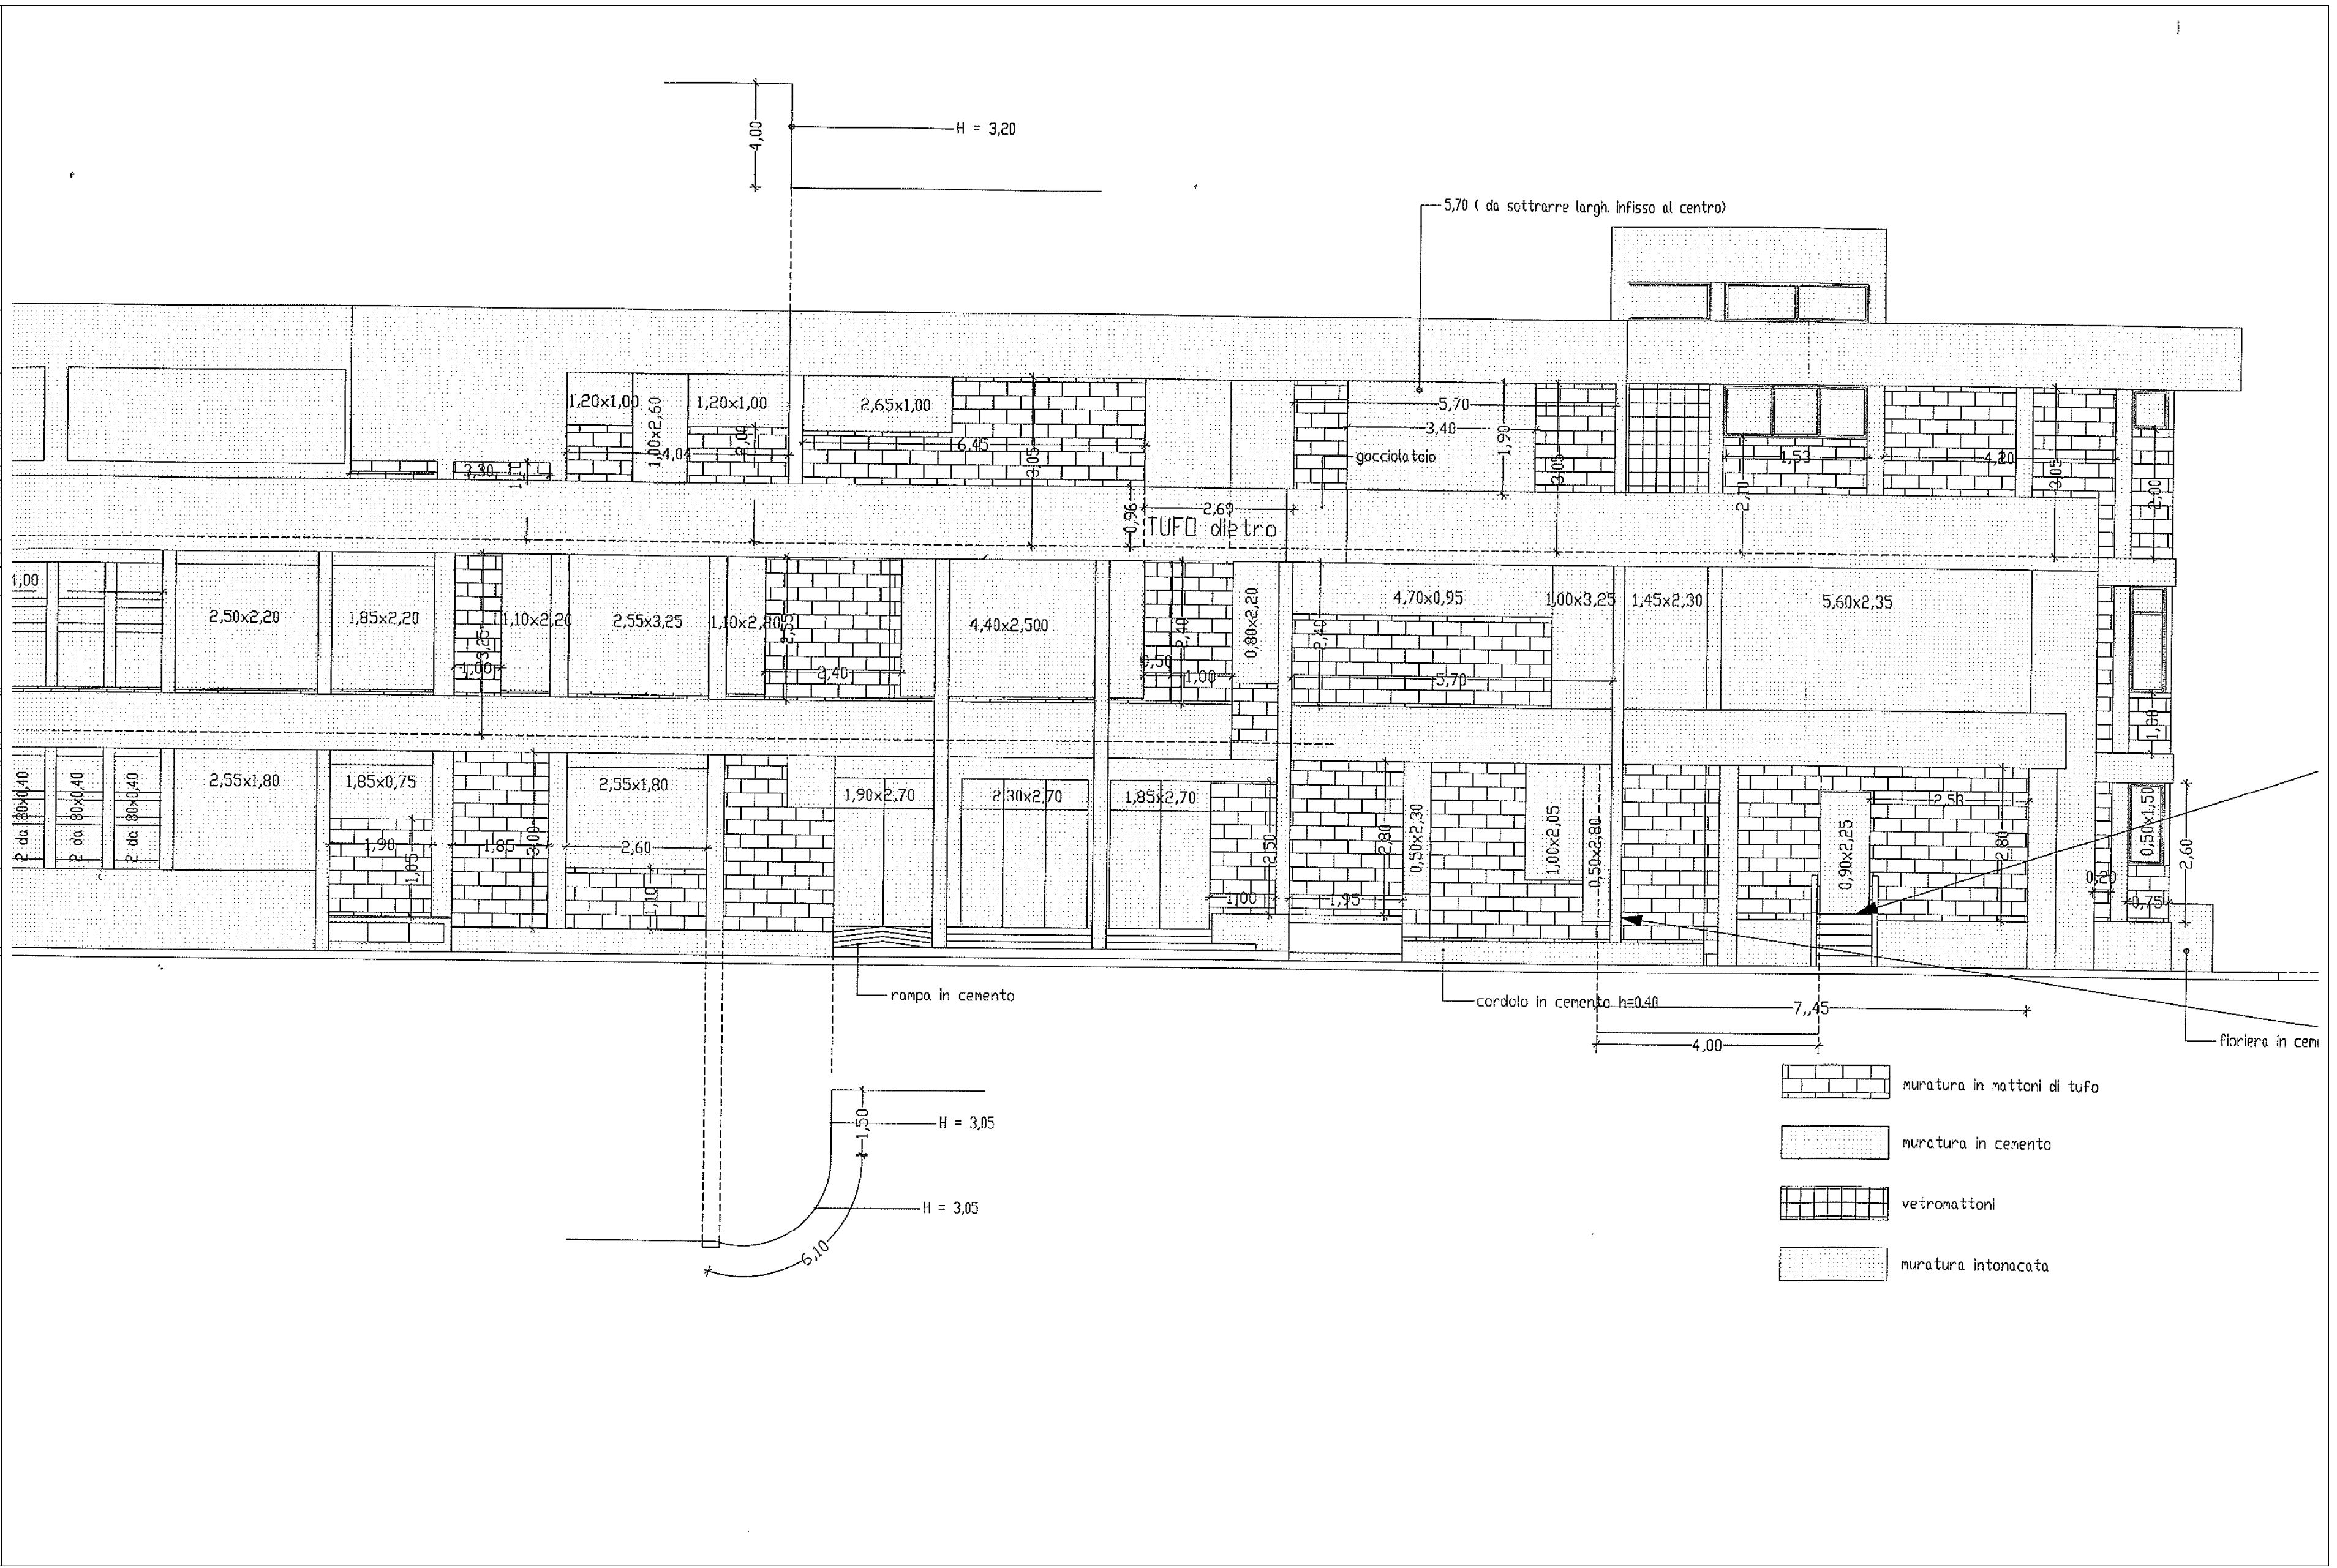 4,00
H = 3,20
5,70 ( da sottrarre largh. infisso al centro)
1,20x1,00
1,00x2,60
1,20x1,00
2,65x1,00
5,70
3,40
1,90
gocciolatoio
2,00
4,04
6,45
3,05
3,05
1,53
4,20
3,05
3,30
1,10
2,00
0,96
2,69
TUFO dietro
4,00
2,50x2,20
1,85x2,20
3,25
1,00
1,10x2,20
2,55x3,25
1,10x2,80
2,55
2,40
4,40x2,500
2,40
0,50
1,00
0,80x2,20
2,40
4,70x0,95
5,70
1,00x3,25
1,45x2,30
5,60x2,35
2 da 80x0,40
2 da 80x0,40
2 da 80x0,40
2,55x1,80
1,85x0,75
1,90
1,05
1,85
3,00
2,55x1,80
2,60
1,10
1,90x2,70
2,30x2,70
1,85x2,70
2,50
1,00
1,95
2,80
0,50x2,30
1,00x2,05
0,50x2,80
0,90x2,25
2,53
2,80
0,20
0,75
0,50x1,50
2,60
rampa in cemento
cordolo in cemento h=0.40
7,,45
4,00
fioriera in cem
1,50
H = 3,05
H = 3,05
6,10
muratura in mattoni di tufo
muratura in cemento
vetromattoni
muratura intonacata